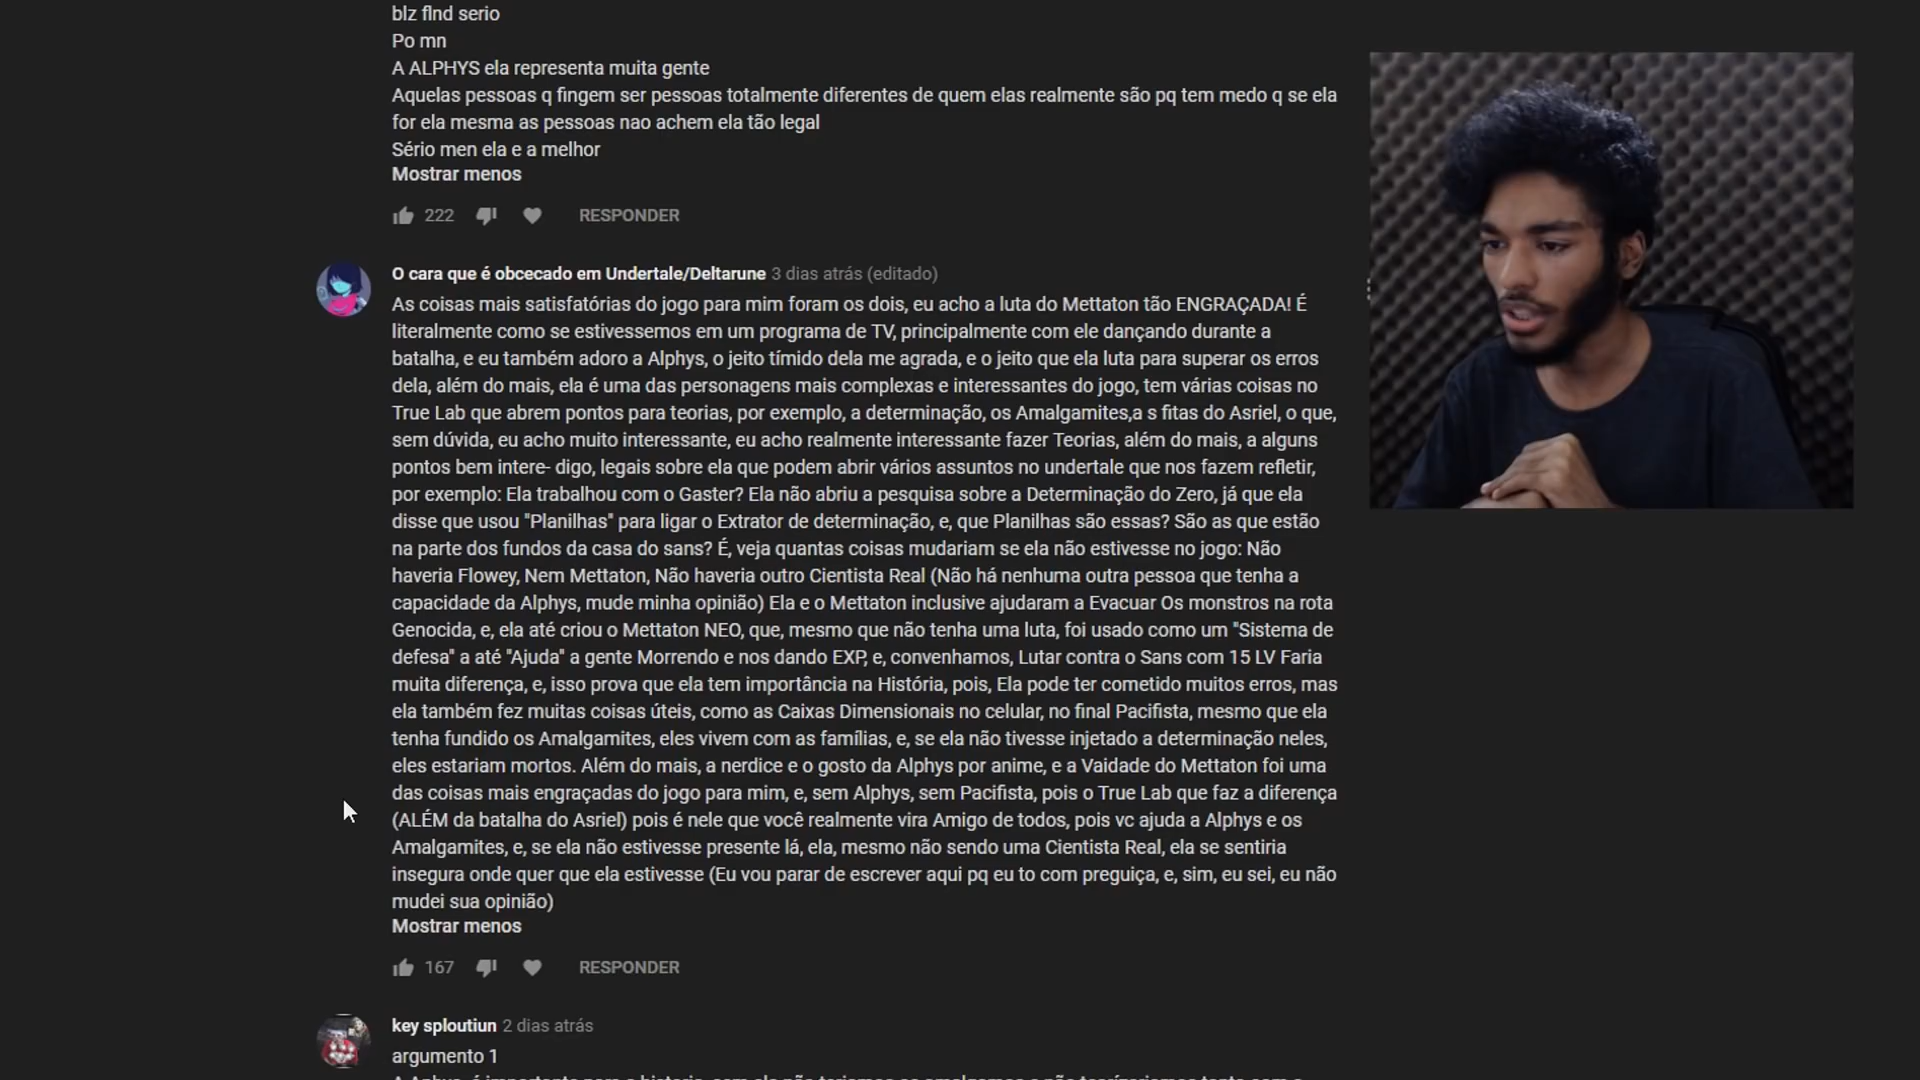 blz flnd serio
Po mn
A ALPHYS ela representa muita gente
Aquelas pessoas q fingem ser pessoas totalmente diferentes de quem elas realmente são pq tem medo q se ela
for ela mesma as pessoas nao achem ela tão legal
Sério men ela e a melhor
Mostrar menos
222 RESPONDER
O cara que é obcecado em Undertale/Deltarune 3 dias atrás (editado)
As coisas mais satisfatórias do jogo para mim foram os dois, eu acho a luta do Mettaton tão ENGRAÇADA! É
literalmente como se estivessemos em um programa de TV, principalmente com ele dançando durante a
batalha, e eu também adoro a Alphys, o jeito tímido dela me agrada, e o jeito que ela luta para superar os erros
dela, além do mais, ela é uma das personagens mais complexas e interessantes do jogo, tem várias coisas no
True Lab que abrem pontos para teorias, por exemplo, a determinação, os Amalgamites,a s fitas do Asriel, o que,
sem dúvida, eu acho muito interessante, eu acho realmente interessante fazer Teorias, além do mais, a alguns
pontos bem intere- digo, legais sobre ela que podem abrir vários assuntos no undertale que nos fazem refletir,
por exemplo: Ela trabalhou com o Gaster? Ela não abriu a pesquisa sobre a Determinação do Zero, já que ela
disse que usou "Planilhas" para ligar o Extrator de determinação, e, que Planilhas são essas? São as que estão
na parte dos fundos da casa do sans? É, veja quantas coisas mudariam se ela não estivesse no jogo: Não
haveria Flowey, Nem Mettaton, Não haveria outro Cientista Real (Não há nenhuma outra pessoa que tenha a
capacidade da Alphys, mude minha opinião) Ela e o Mettaton inclusive ajudaram a Evacuar Os monstros na rota
Genocida, e, ela até criou o Mettaton NEO, que, mesmo que não tenha uma luta, foi usado como um "Sistema de
defesa" a até "Ajuda" a gente Morrendo e nos dando EXP, e, convenhamos, Lutar contra o Sans com 15 LV Faria
muita diferença, e, isso prova que ela tem importância na História, pois, Ela pode ter cometido muitos erros, mas
ela também fez muitas coisas úteis, como as Caixas Dimensionais no celular, no final Pacifista, mesmo que ela
tenha fundido os Amalgamites, eles vivem com as famílias, e, se ela não tivesse injetado a determinação neles,
eles estariam mortos. Além do mais, a nerdice e o gosto da Alphys por anime, e a Vaidade do Mettaton foi uma
das coisas mais engraçadas do jogo para mim, e, sem Alphys, sem Pacifista, pois o True Lab que faz a diferença
(ALÉM da batalha do Asriel) pois é nele que você realmente vira Amigo de todos, pois vc ajuda a Alphys e os
Amalgamites, e, se ela não estivesse presente lá, ela, mesmo não sendo uma Cientista Real, ela se sentiria
insegura onde quer que ela estivesse (Eu vou parar de escrever aqui pq eu to com preguiça, e, sim, eu sei, eu não
mudei sua opinião)
Mostrar menos
167 RESPONDER
key sploutiun 2 dias atrás
argumento 1